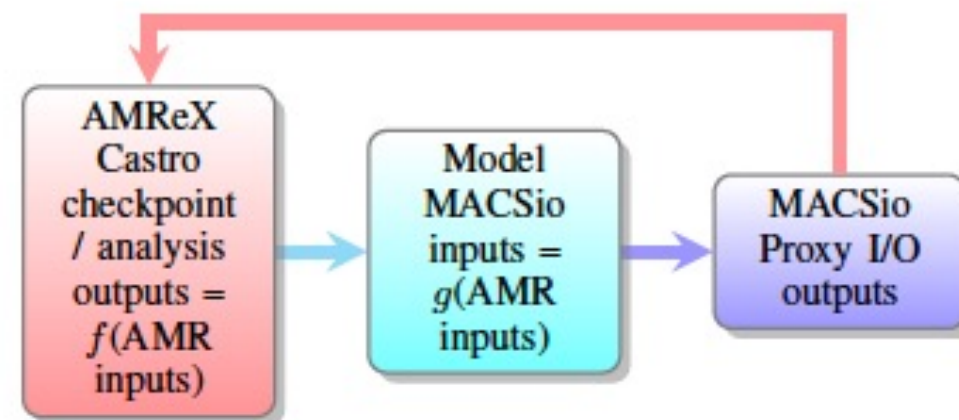 AMReX
Castro
checkpoint
/ analysis
outputs =
f(AMR
inputs)
Model
MACSio
inputs =
g(AMR
inputs)
MACSio
Proxy I/O
outputs